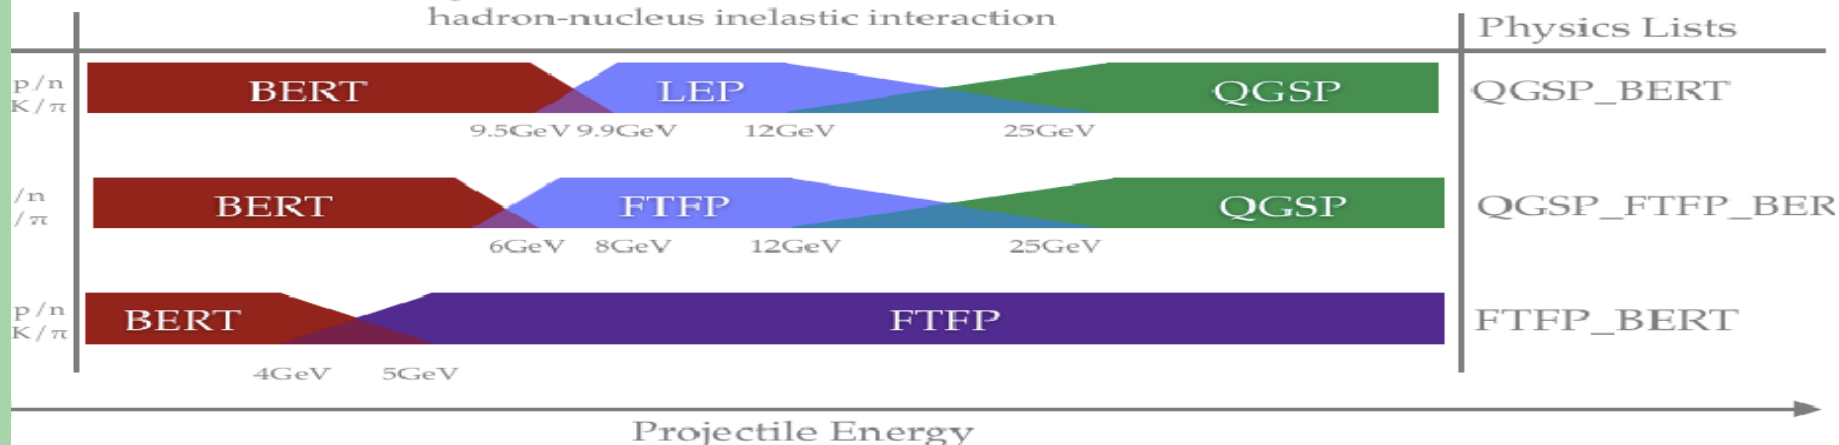 hadron-nucleus inelastic interaction
Physics Lists
p/n
K/π
BERT LEP QGSP QGSP_BERT
9.5GeV 9.9GeV 12GeV 25GeV
/n
/π
BERT FTFP QGSP QGSP_FTFP_BER
6GeV 8GeV 12GeV 25GeV
p/n
K/π
BERT FTFP FTFP_BERT
4GeV 5GeV
Projectile Energy